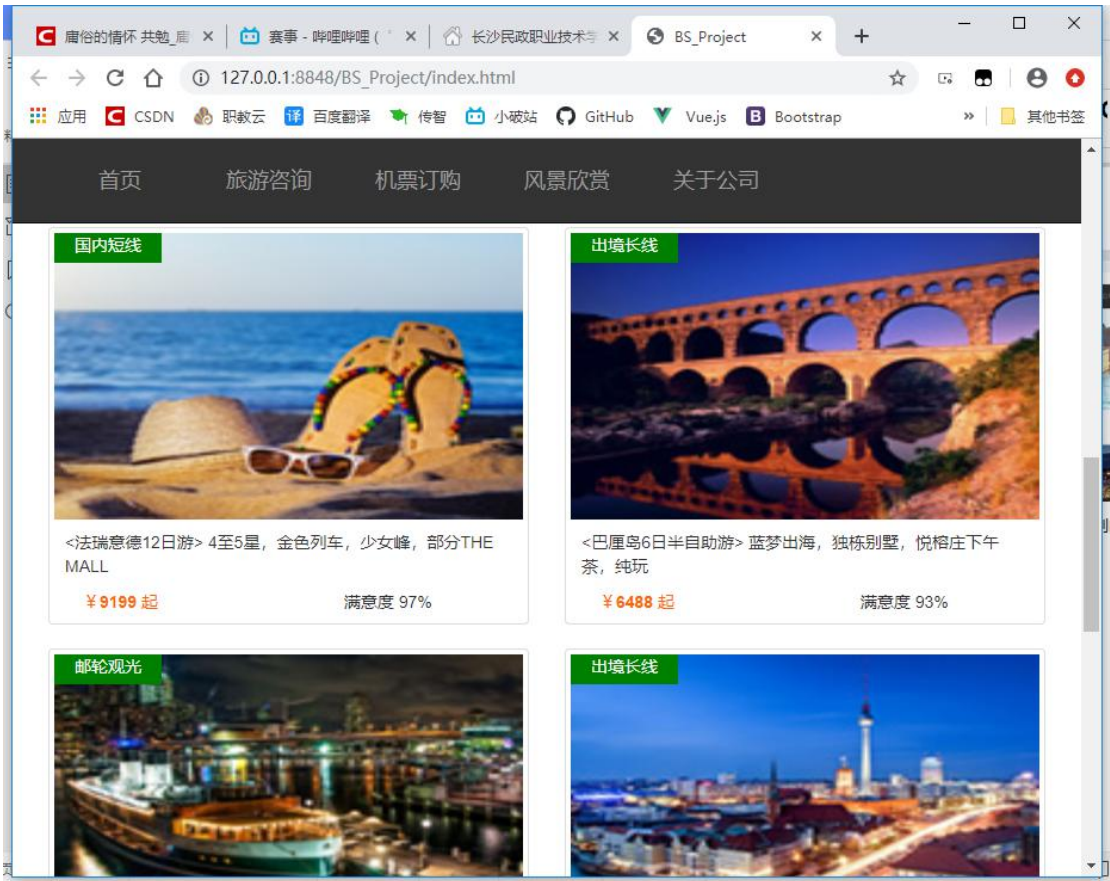 庸俗的情怀 共勉_庸
赛事 - 哔哩哔哩 (
长沙民政职业技术学
BS_Project
127.0.0.1:8848/BS_Project/index.html
应用 CSDN 职教云 译 百度翻译 传智 小破站 GitHub Vue.js B Bootstrap » 其他书签
首页 旅游咨询 机票订购 风景欣赏 关于公司
国内短线
<法瑞意德12日游> 4至5星，金色列车，少女峰，部分THE
MALL
￥9199 起 满意度 97%
出境长线
<巴厘岛6日半自助游> 蓝梦出海，独栋别墅，悦榕庄下午
茶，纯玩
￥6488 起 满意度 93%
邮轮观光
出境长线